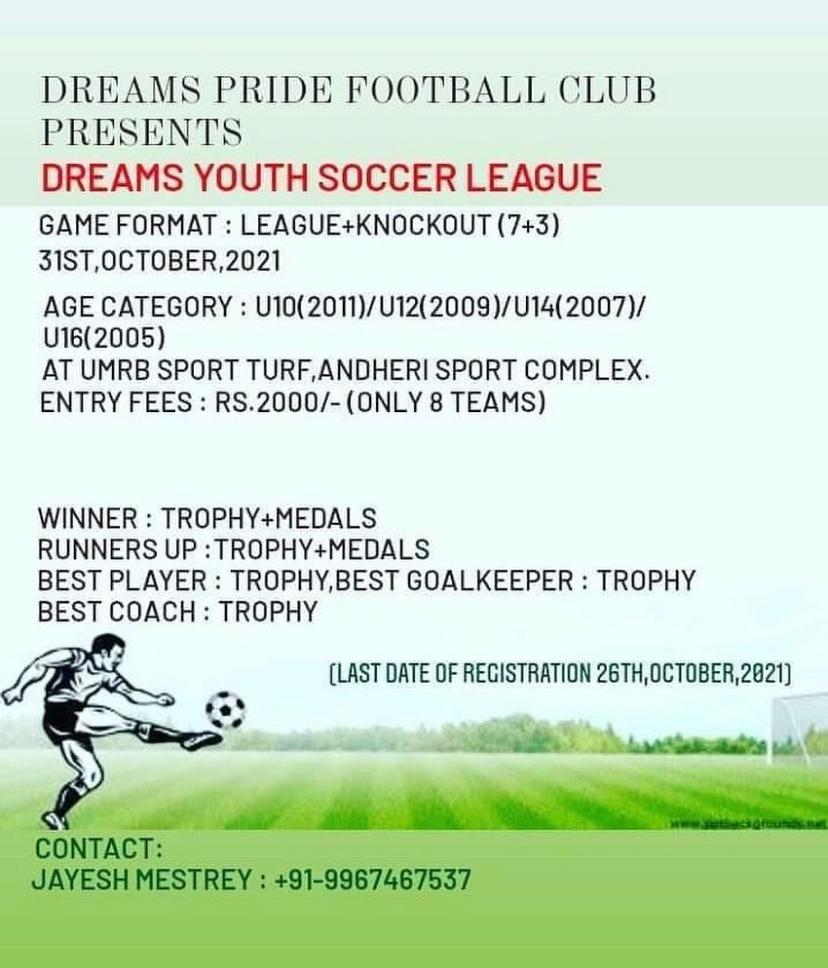 DREAMS PRIDE FOOTBALL CLUB
PRESENTS
DREAMS YOUTH SOCCER LEAGUE
GAME FORMAT : LEAGUE+KNOCKOUT (7+3)
31ST,OCTOBER,2021
AGE CATEGORY : U10(2011)/U12(2009)/U14(2007)/
U16(2005)
AT UMRB SPORT TURF,ANDHERI SPORT COMPLEX.
ENTRY FEES : RS.2000/- (ONLY 8 TEAMS)
WINNER : TROPHY+MEDALS
RUNNERS UP :TROPHY+MEDALS
BEST PLAYER : TROPHY,BEST GOALKEEPER : TROPHY
BEST COACH : TROPHY
(LAST DATE OF REGISTRATION 26TH,OCTOBER,2021)
CONTACT:
JAYESH MESTREY : +91-9967467537